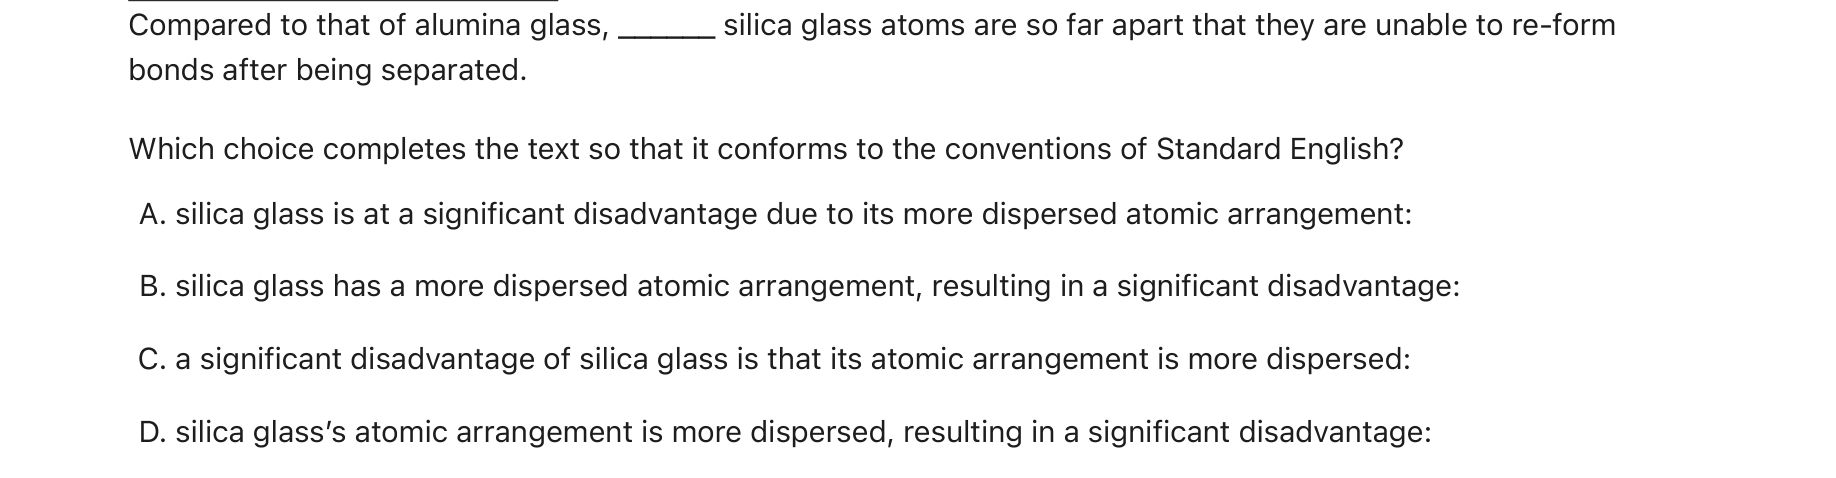 Compared to that of alumina glass, ______ silica glass atoms are so far apart that they are unable to re-form
bonds after being separated.
Which choice completes the text so that it conforms to the conventions of Standard English?
A. silica glass is at a significant disadvantage due to its more dispersed atomic arrangement:
B. silica glass has a more dispersed atomic arrangement, resulting in a significant disadvantage:
C. a significant disadvantage of silica glass is that its atomic arrangement is more dispersed:
D. silica glass’s atomic arrangement is more dispersed, resulting in a significant disadvantage: